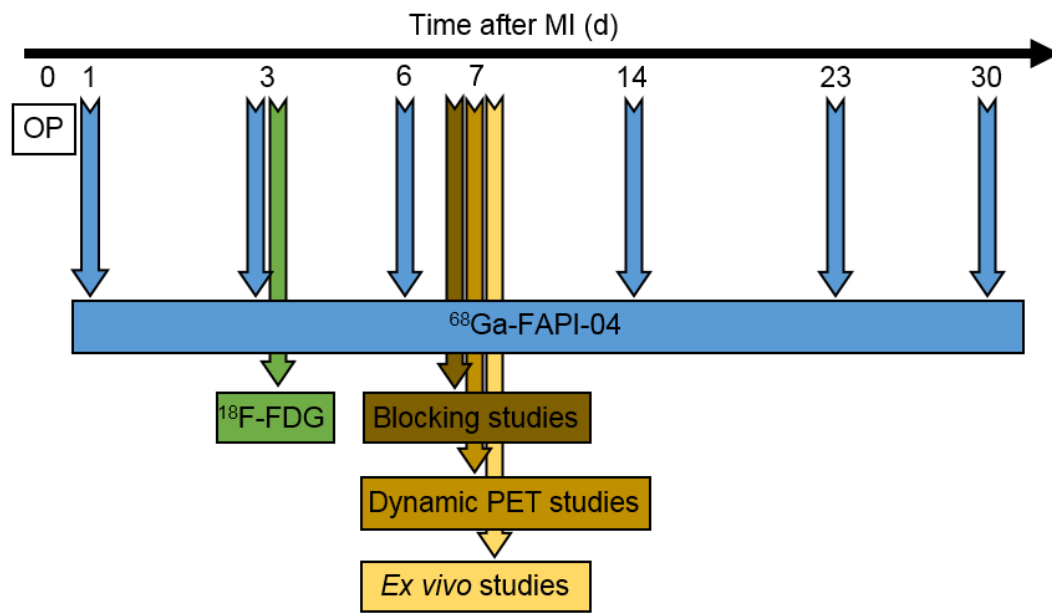 Time after MI (d)
0 1 3 6 7 14 23 30
OP
⁶⁸Ga-FAPI-04
¹⁸F-FDG
Blocking studies
Dynamic PET studies
Ex vivo studies